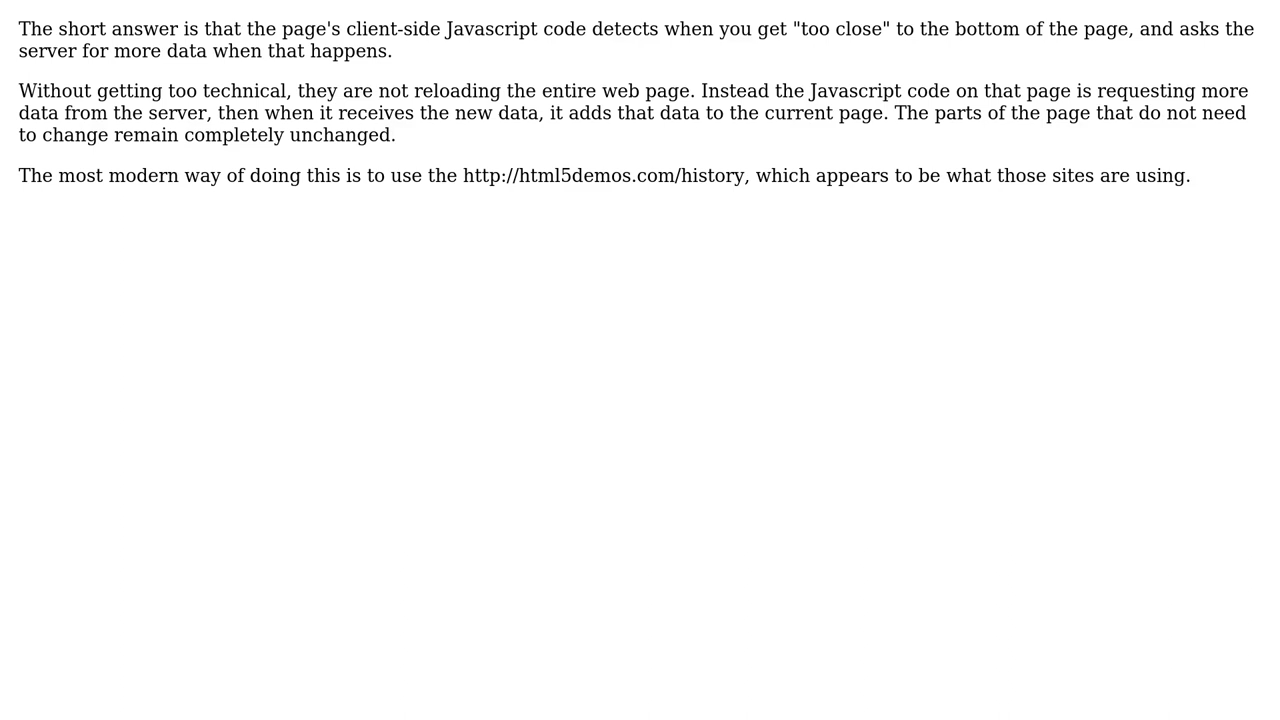 The short answer is that the page's client-side Javascript code detects when you get "too close" to the bottom of the page, and asks the
server for more data when that happens.
Without getting too technical, they are not reloading the entire web page. Instead the Javascript code on that page is requesting more
data from the server, then when it receives the new data, it adds that data to the current page. The parts of the page that do not need
to change remain completely unchanged.
The most modern way of doing this is to use the http://html5demos.com/history, which appears to be what those sites are using.